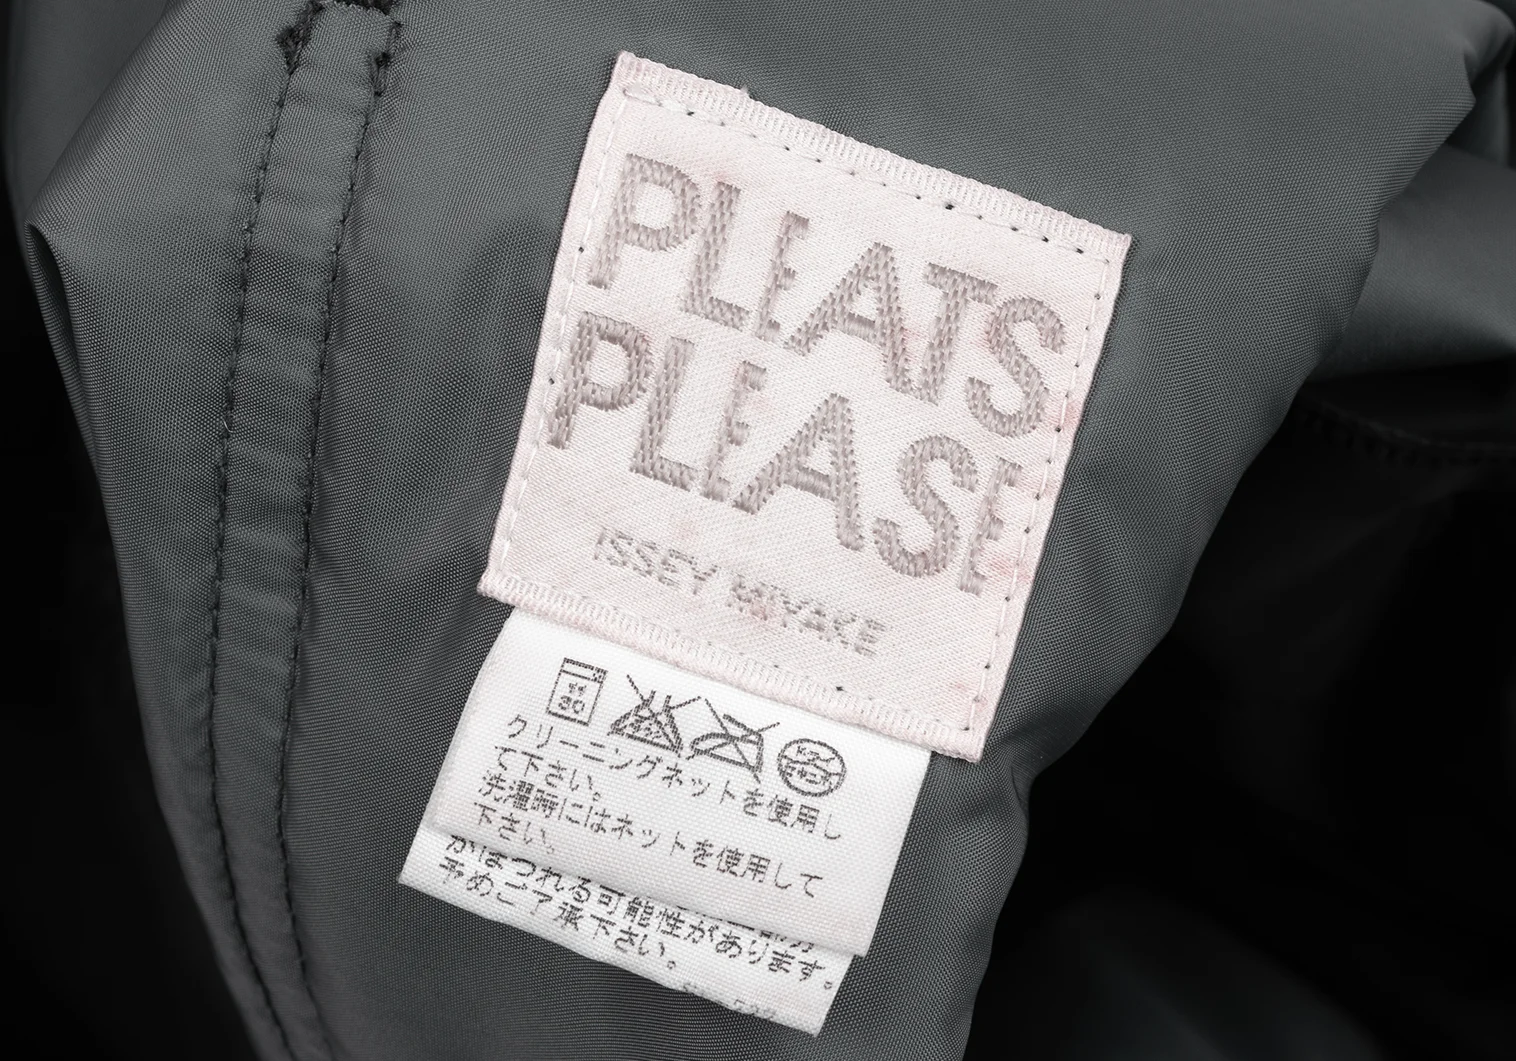 PLEATS
PLEASE
ISSEY MIYAKE
クリーニングネットを使用し
て下さい。
洗濯時にはネットを使用して
下さい。
がほつれる可能性があります。
予めご了承下さい。